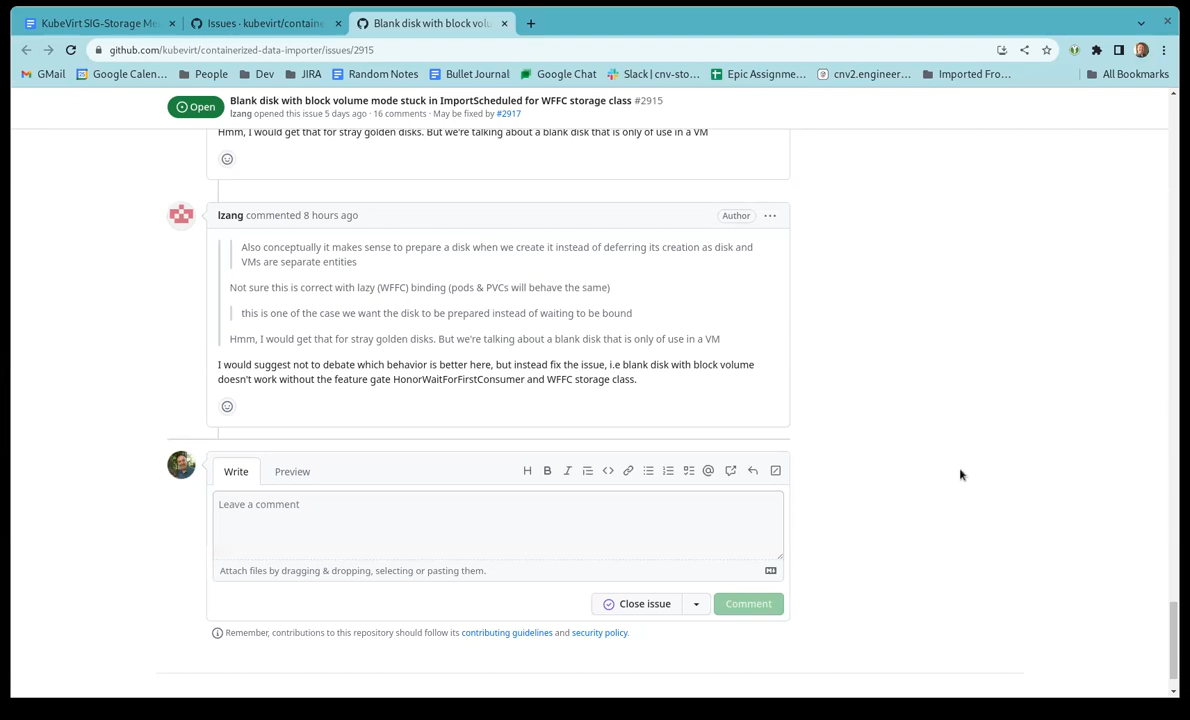 KubeVirt SIG-Storage Me
Issues · kubevirt/containe
Blank disk with block volu
github.com/kubevirt/containerized-data-importer/issues/2915
GMail
Google Calen...
People
Dev
JIRA
Random Notes
Bullet Journal
Google Chat
Slack | cnv-sto...
Epic Assignme...
cnv2.engineer...
Imported Fro...
All Bookmarks
Open
Blank disk with block volume mode stuck in ImportScheduled for WFFC storage class #2915
lzang opened this issue 5 days ago · 16 comments · May be fixed by #2917
Hmm, I would get that for stray golden disks. But we're talking about a blank disk that is only of use in a VM
lzang commented 8 hours ago
Author
Also conceptually it makes sense to prepare a disk when we create it instead of deferring its creation as disk and
VMs are separate entities
Not sure this is correct with lazy (WFFC) binding (pods & PVCs will behave the same)
this is one of the case we want the disk to be prepared instead of waiting to be bound
Hmm, I would get that for stray golden disks. But we're talking about a blank disk that is only of use in a VM
I would suggest not to debate which behavior is better here, but instead fix the issue, i.e blank disk with block volume
doesn't work without the feature gate HonorWaitForFirstConsumer and WFFC storage class.
Write
Preview
Leave a comment
Attach files by dragging & dropping, selecting or pasting them.
Close issue
Comment
Remember, contributions to this repository should follow its contributing guidelines and security policy.